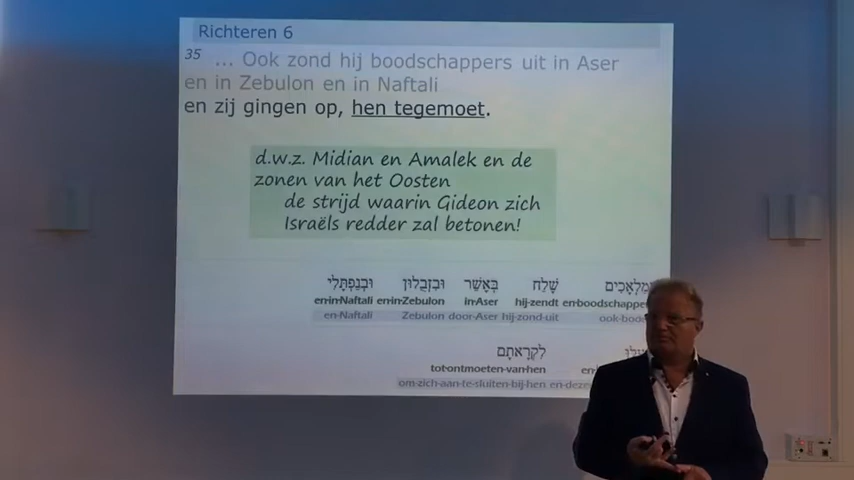 Richteren 6
35 ... Ook zond hij boodschappers uit in Aser
en in Zebulon en in Naftali
en zij gingen op, hen tegemoet.
d.w.z. Midian en Amalek en de
zonen van het Oosten
de strijd waarin Gideon zich
Israëls redder zal betonen!
וּמַלְאָכִים שָׁלַח בְּאָשֵׁר וּבִזְבֻלוּן וּבְנַפְתָּלִי
en·in·Naftali en·in·Zebulon in·Aser hij·zendt en·boodschappe
en-Naftali Zebulon door-Aser hij-zond-uit
לִקְרָאתָם
tot·ontmoeten·van·hen
om-zich-aan-te-sluiten-bij-hen en-deze